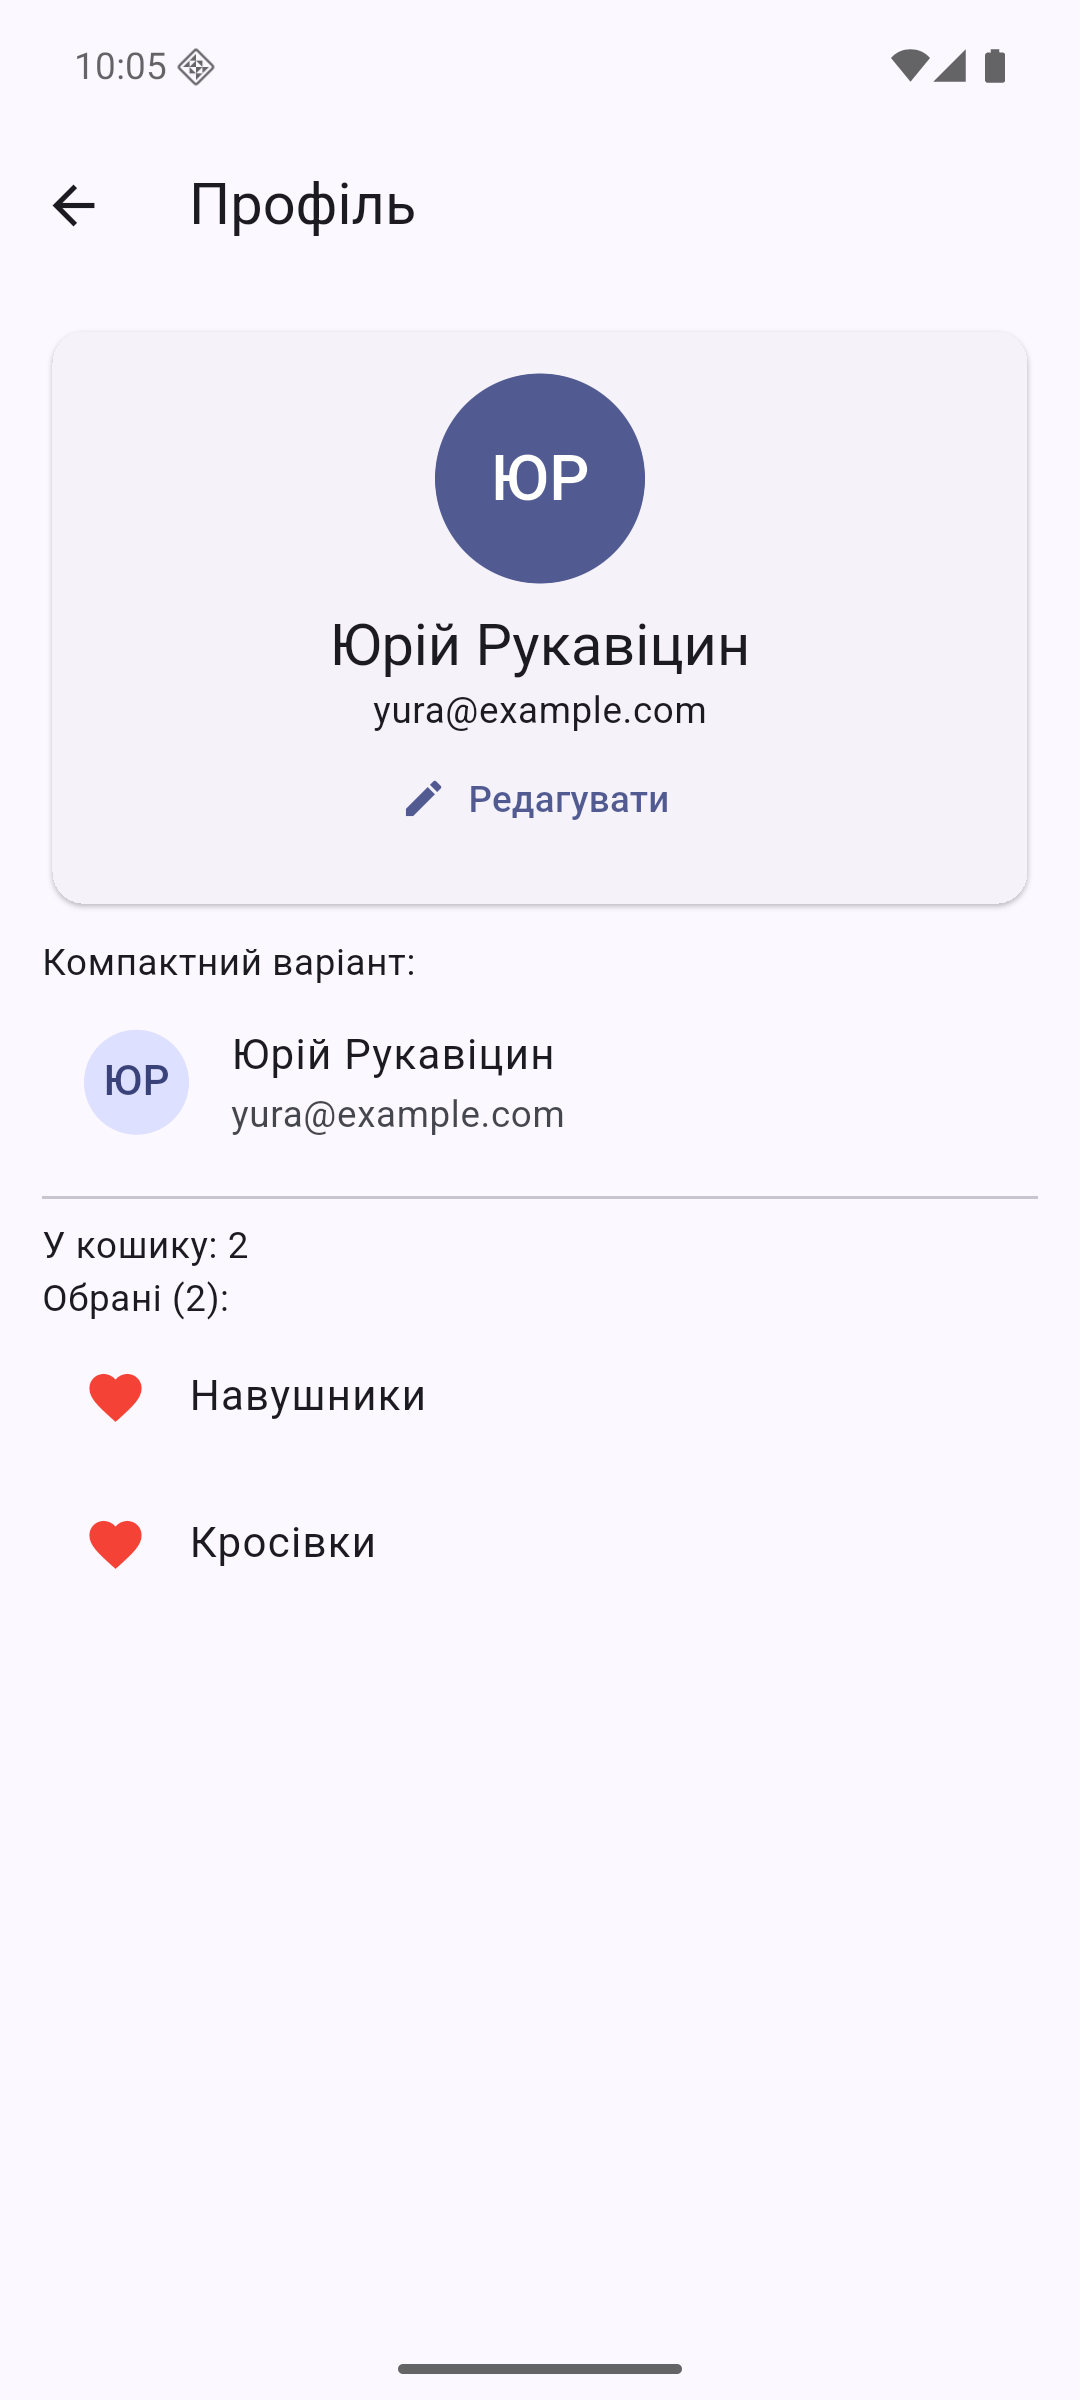 10:05
Профіль
ЮР
Юрій Рукавіцин
yura@example.com
Редагувати
Компактний варіант:
ЮР
Юрій Рукавіцин
yura@example.com
У кошику: 2
Обрані (2):
Навушники
Кросівки